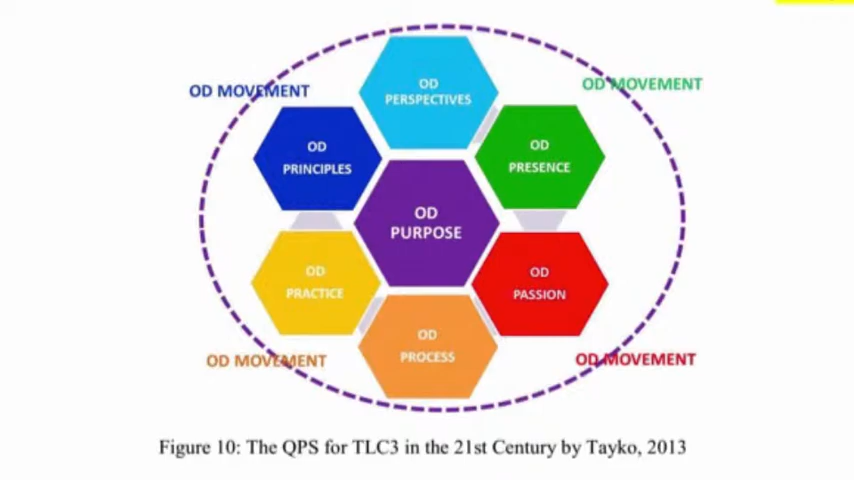 OD
PERSPECTIVES
OD MOVEMENT
OD MOVEMENT
OD
PRINCIPLES
OD
PRESENCE
OD
PURPOSE
OD
PRACTICE
OD
PASSION
OD
PROCESS
OD MOVEMENT
OD MOVEMENT
Figure 10: The QPS for TLC3 in the 21st Century by Tayko, 2013